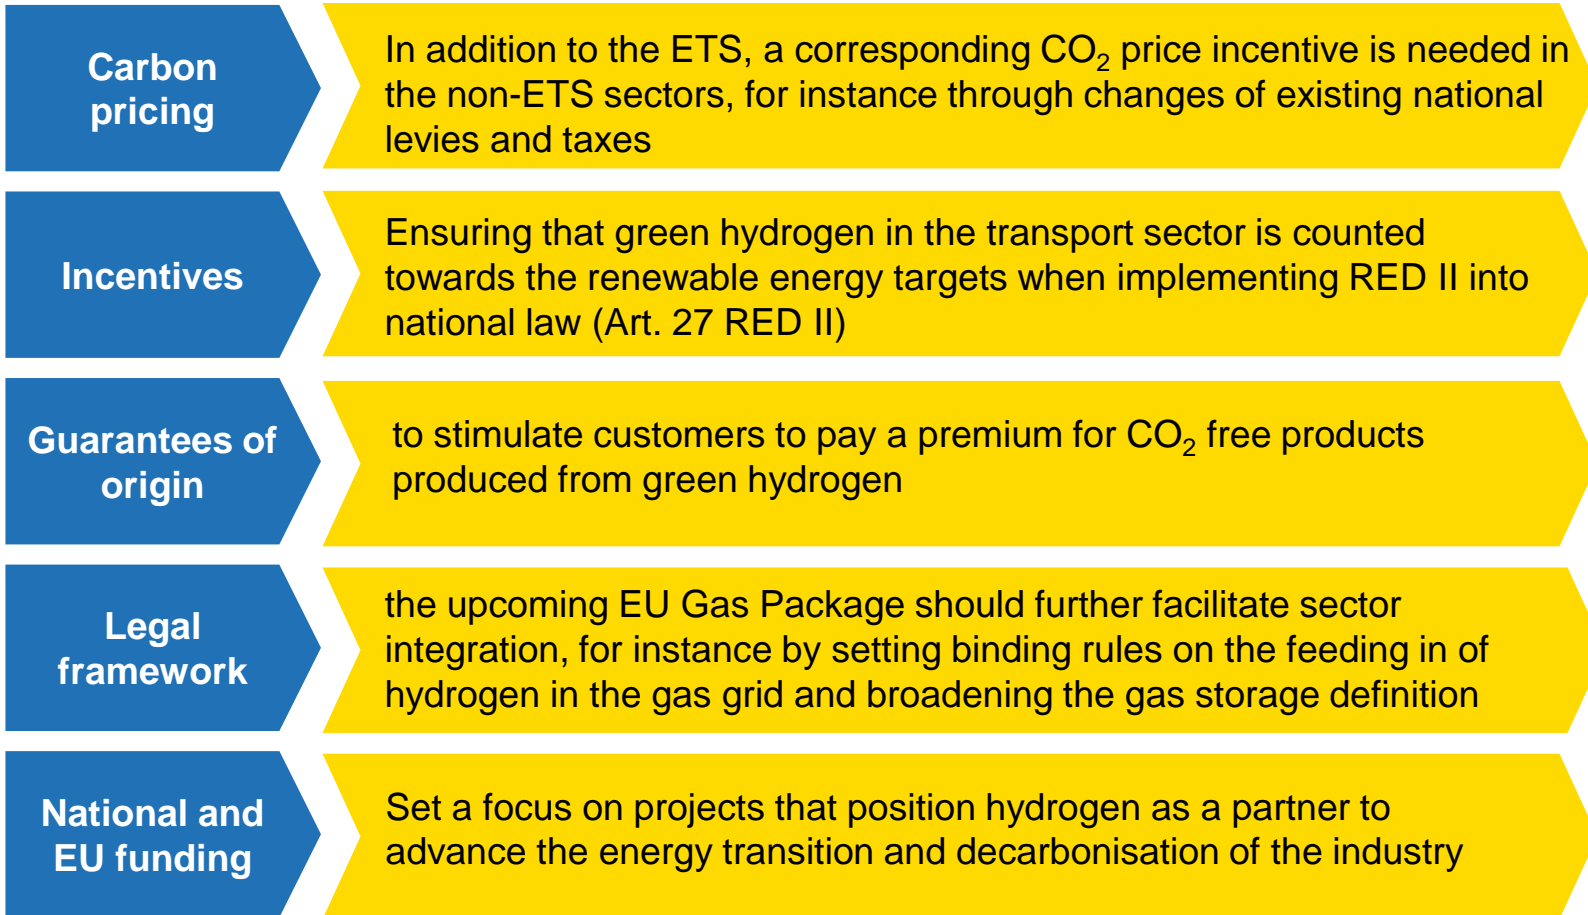 Carbon
pricing
In addition to the ETS, a corresponding CO₂ price incentive is needed in
the non-ETS sectors, for instance through changes of existing national
levies and taxes
Incentives
Ensuring that green hydrogen in the transport sector is counted
towards the renewable energy targets when implementing RED II into
national law (Art. 27 RED II)
Guarantees of
origin
to stimulate customers to pay a premium for CO₂ free products
produced from green hydrogen
Legal
framework
the upcoming EU Gas Package should further facilitate sector
integration, for instance by setting binding rules on the feeding in of
hydrogen in the gas grid and broadening the gas storage definition
National and
EU funding
Set a focus on projects that position hydrogen as a partner to
advance the energy transition and decarbonisation of the industry